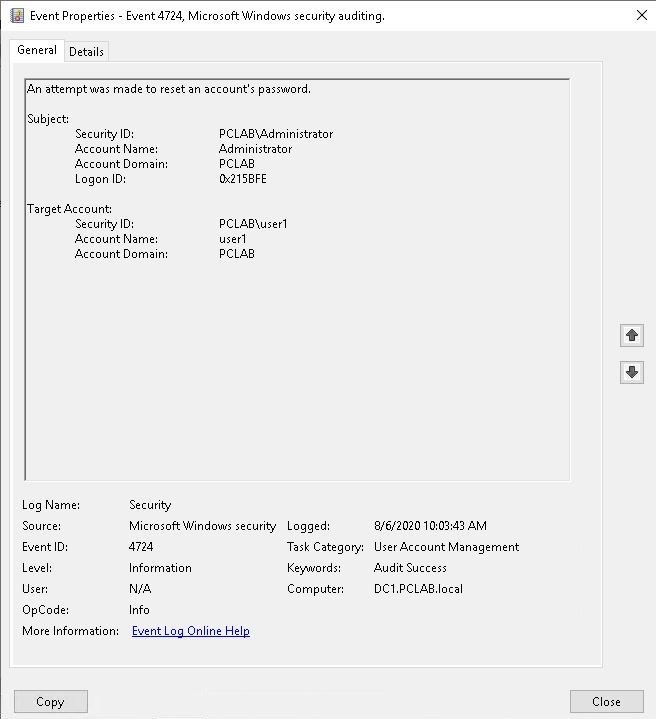 Event Properties - Event 4724, Microsoft Windows security auditing.
General Details
An attempt was made to reset an account's password.
Subject:
Security ID: PCLAB\Administrator
Account Name: Administrator
Account Domain: PCLAB
Logon ID: 0x215BFE
Target Account:
Security ID: PCLAB\user1
Account Name: user1
Account Domain: PCLAB
Log Name: Security
Source: Microsoft Windows security Logged: 8/6/2020 10:03:43 AM
Event ID: 4724 Task Category: User Account Management
Level: Information Keywords: Audit Success
User: N/A Computer: DC1.PCLAB.local
OpCode: Info
More Information: Event Log Online Help
Copy Close